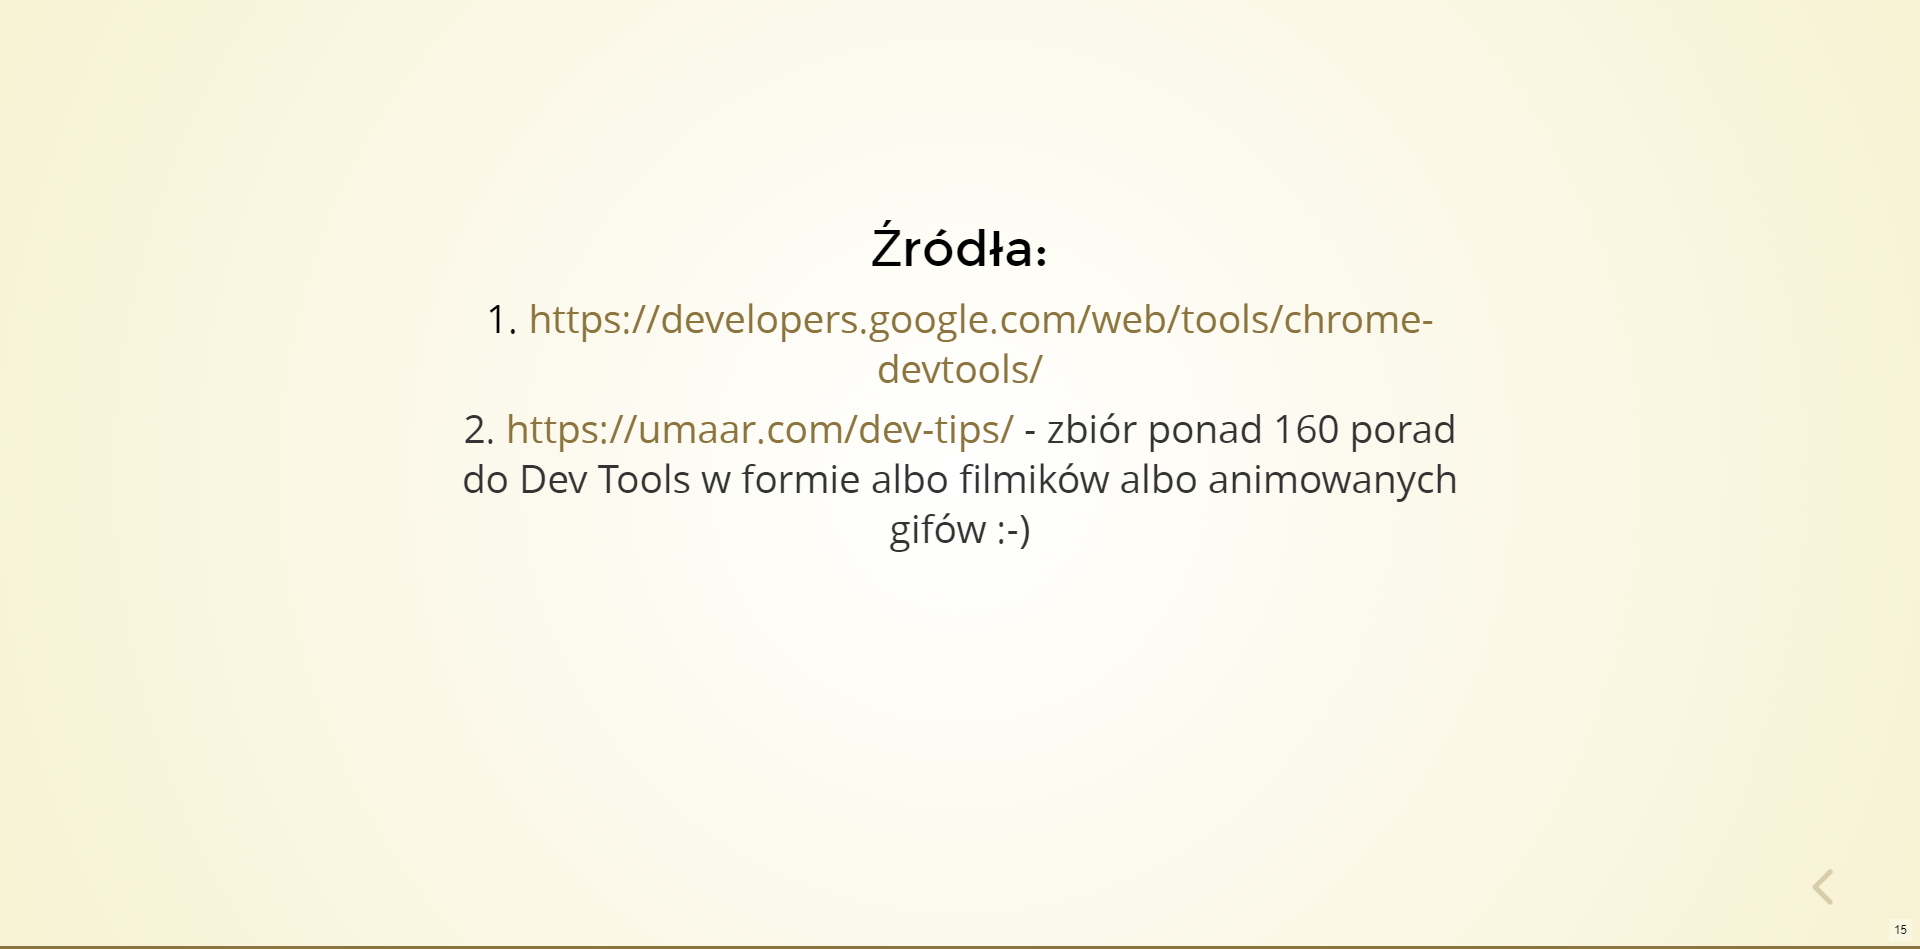 Źródła:
1. https://developers.google.com/web/tools/chrome-
devtools/
2. https://umaar.com/dev-tips/ - zbiór ponad 160 porad
do Dev Tools w formie albo filmików albo animowanych
gifów :-)
15